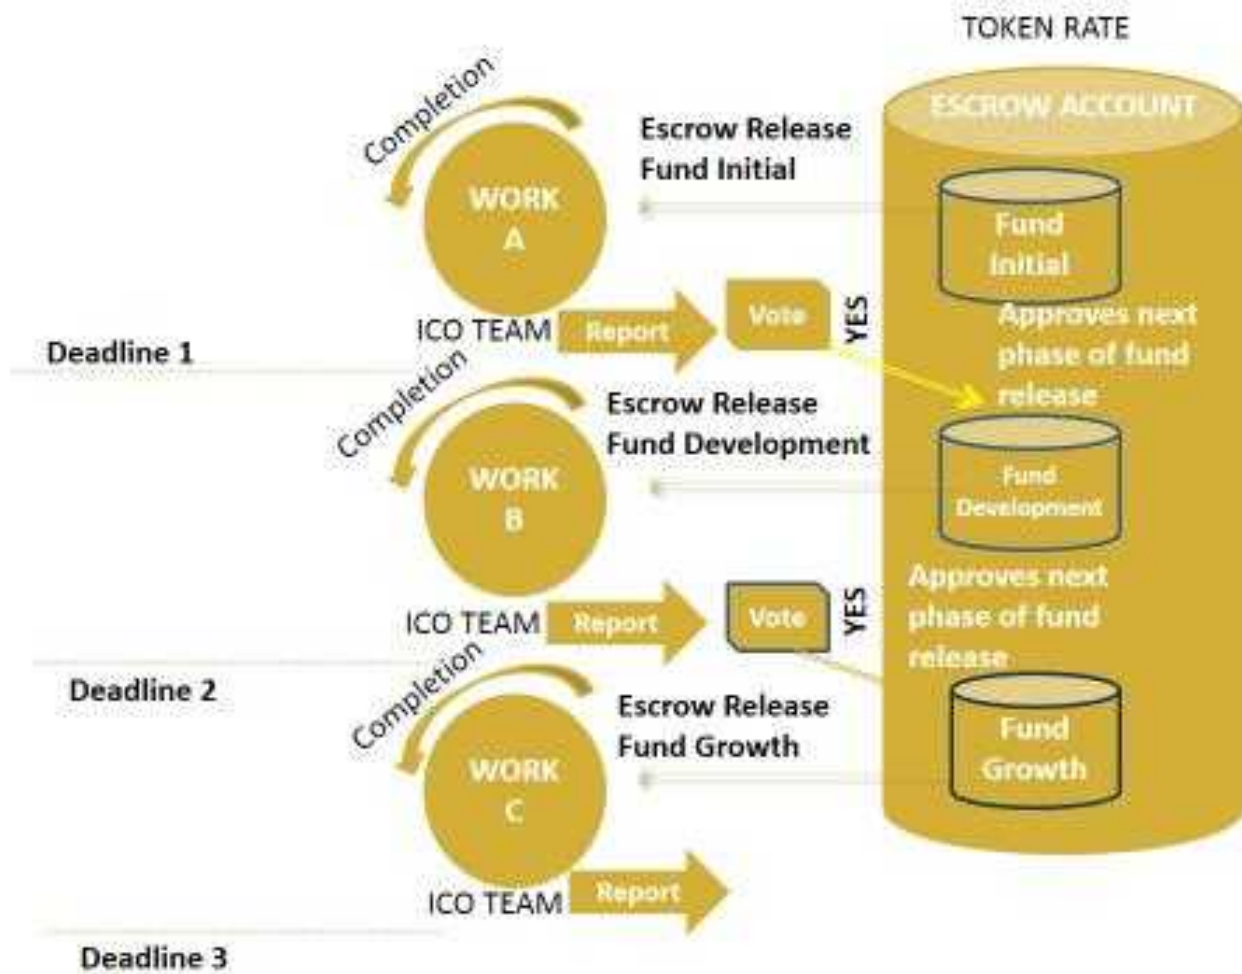 TOKEN RATE
ESCROW ACCOUNT
Completion
WORK
A
Escrow Release
Fund Initial
Fund
Initial
ICO TEAM
Report
Vote
YES
Approves next
phase of fund
release
Deadline 1
Completion
WORK
B
Escrow Release
Fund Development
Fund
Development
ICO TEAM
Report
Vote
YES
Approves next
phase of fund
release
Deadline 2
Completion
WORK
C
Escrow Release
Fund Growth
Fund
Growth
ICO TEAM
Report
Deadline 3